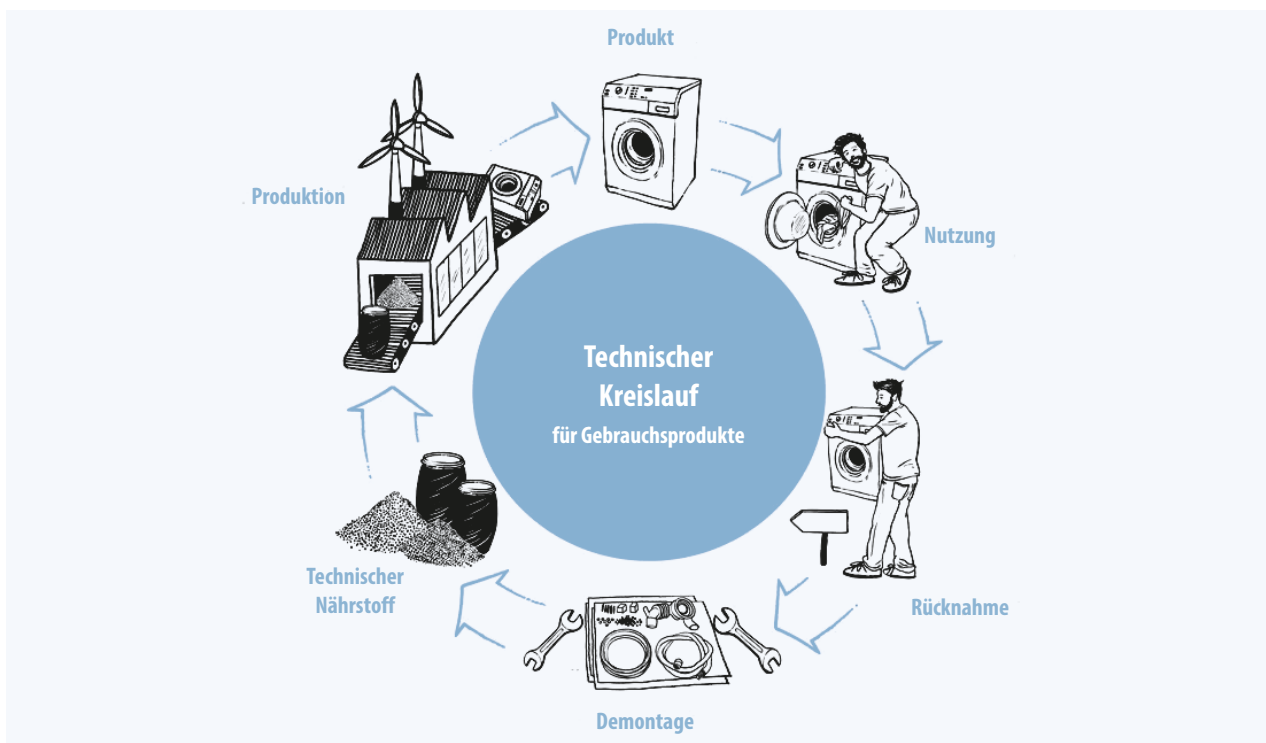 Produkt
Produktion
Nutzung
Technischer
Kreislauf
für Gebrauchsprodukte
Technischer
Nährstoff
Rücknahme
Demontage